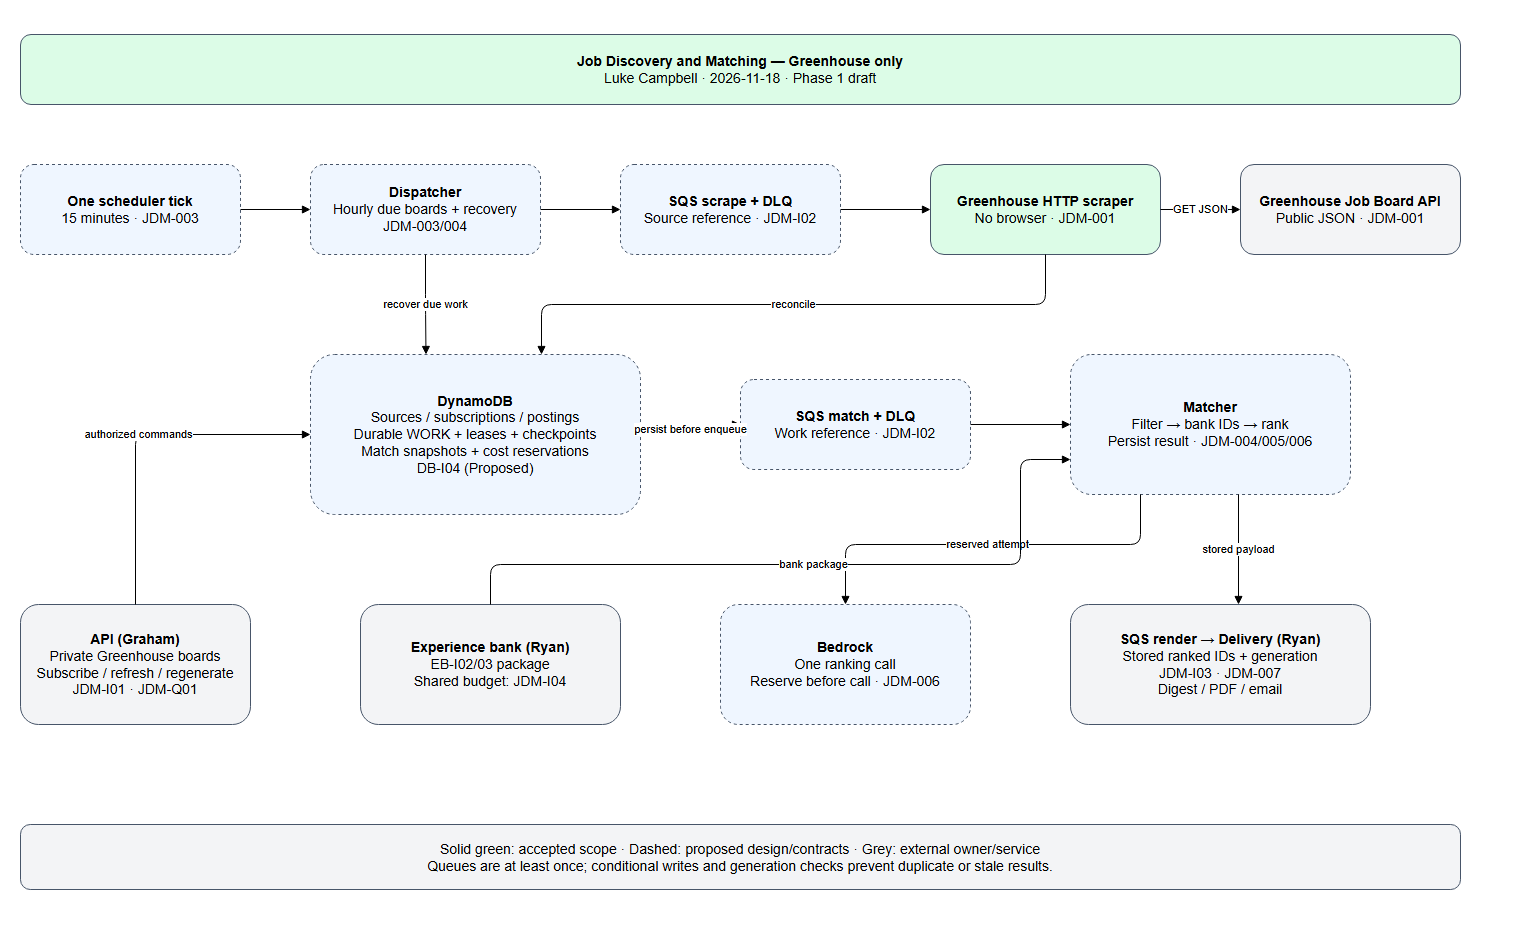 Job Discovery and Matching — Greenhouse only
Luke Campbell · 2026-11-18 · Phase 1 draft
One scheduler tick
15 minutes · JDM-003
Dispatcher
Hourly due boards + recovery
JDM-003/004
SQS scrape + DLQ
Source reference · JDM-I02
Greenhouse HTTP scraper
No browser · JDM-001
GET JSON
Greenhouse Job Board API
Public JSON · JDM-001
recover due work
reconcile
DynamoDB
Sources / subscriptions / postings
Durable WORK + leases + checkpoints
Match snapshots + cost reservations
DB-I04 (Proposed)
authorized commands
persist before enqueue
SQS match + DLQ
Work reference · JDM-I02
Matcher
Filter → bank IDs → rank
Persist result · JDM-004/005/006
reserved attempt
stored payload
bank package
API (Graham)
Private Greenhouse boards
Subscribe / refresh / regenerate
JDM-I01 · JDM-Q01
Experience bank (Ryan)
EB-I02/03 package
Shared budget: JDM-I04
Bedrock
One ranking call
Reserve before call · JDM-006
SQS render → Delivery (Ryan)
Stored ranked IDs + generation
JDM-I03 · JDM-007
Digest / PDF / email
Solid green: accepted scope · Dashed: proposed design/contracts · Grey: external owner/service
Queues are at least once; conditional writes and generation checks prevent duplicate or stale results.